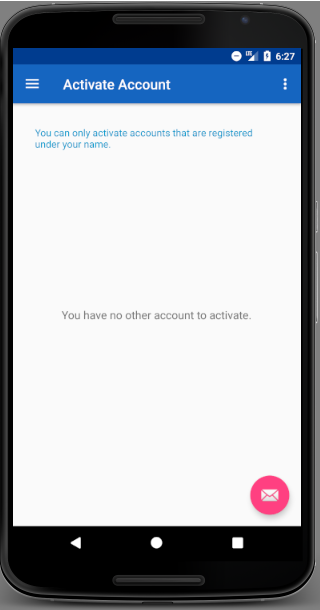 6:27
Activate Account
You can only activate accounts that are registered
under your name.
You have no other account to activate.